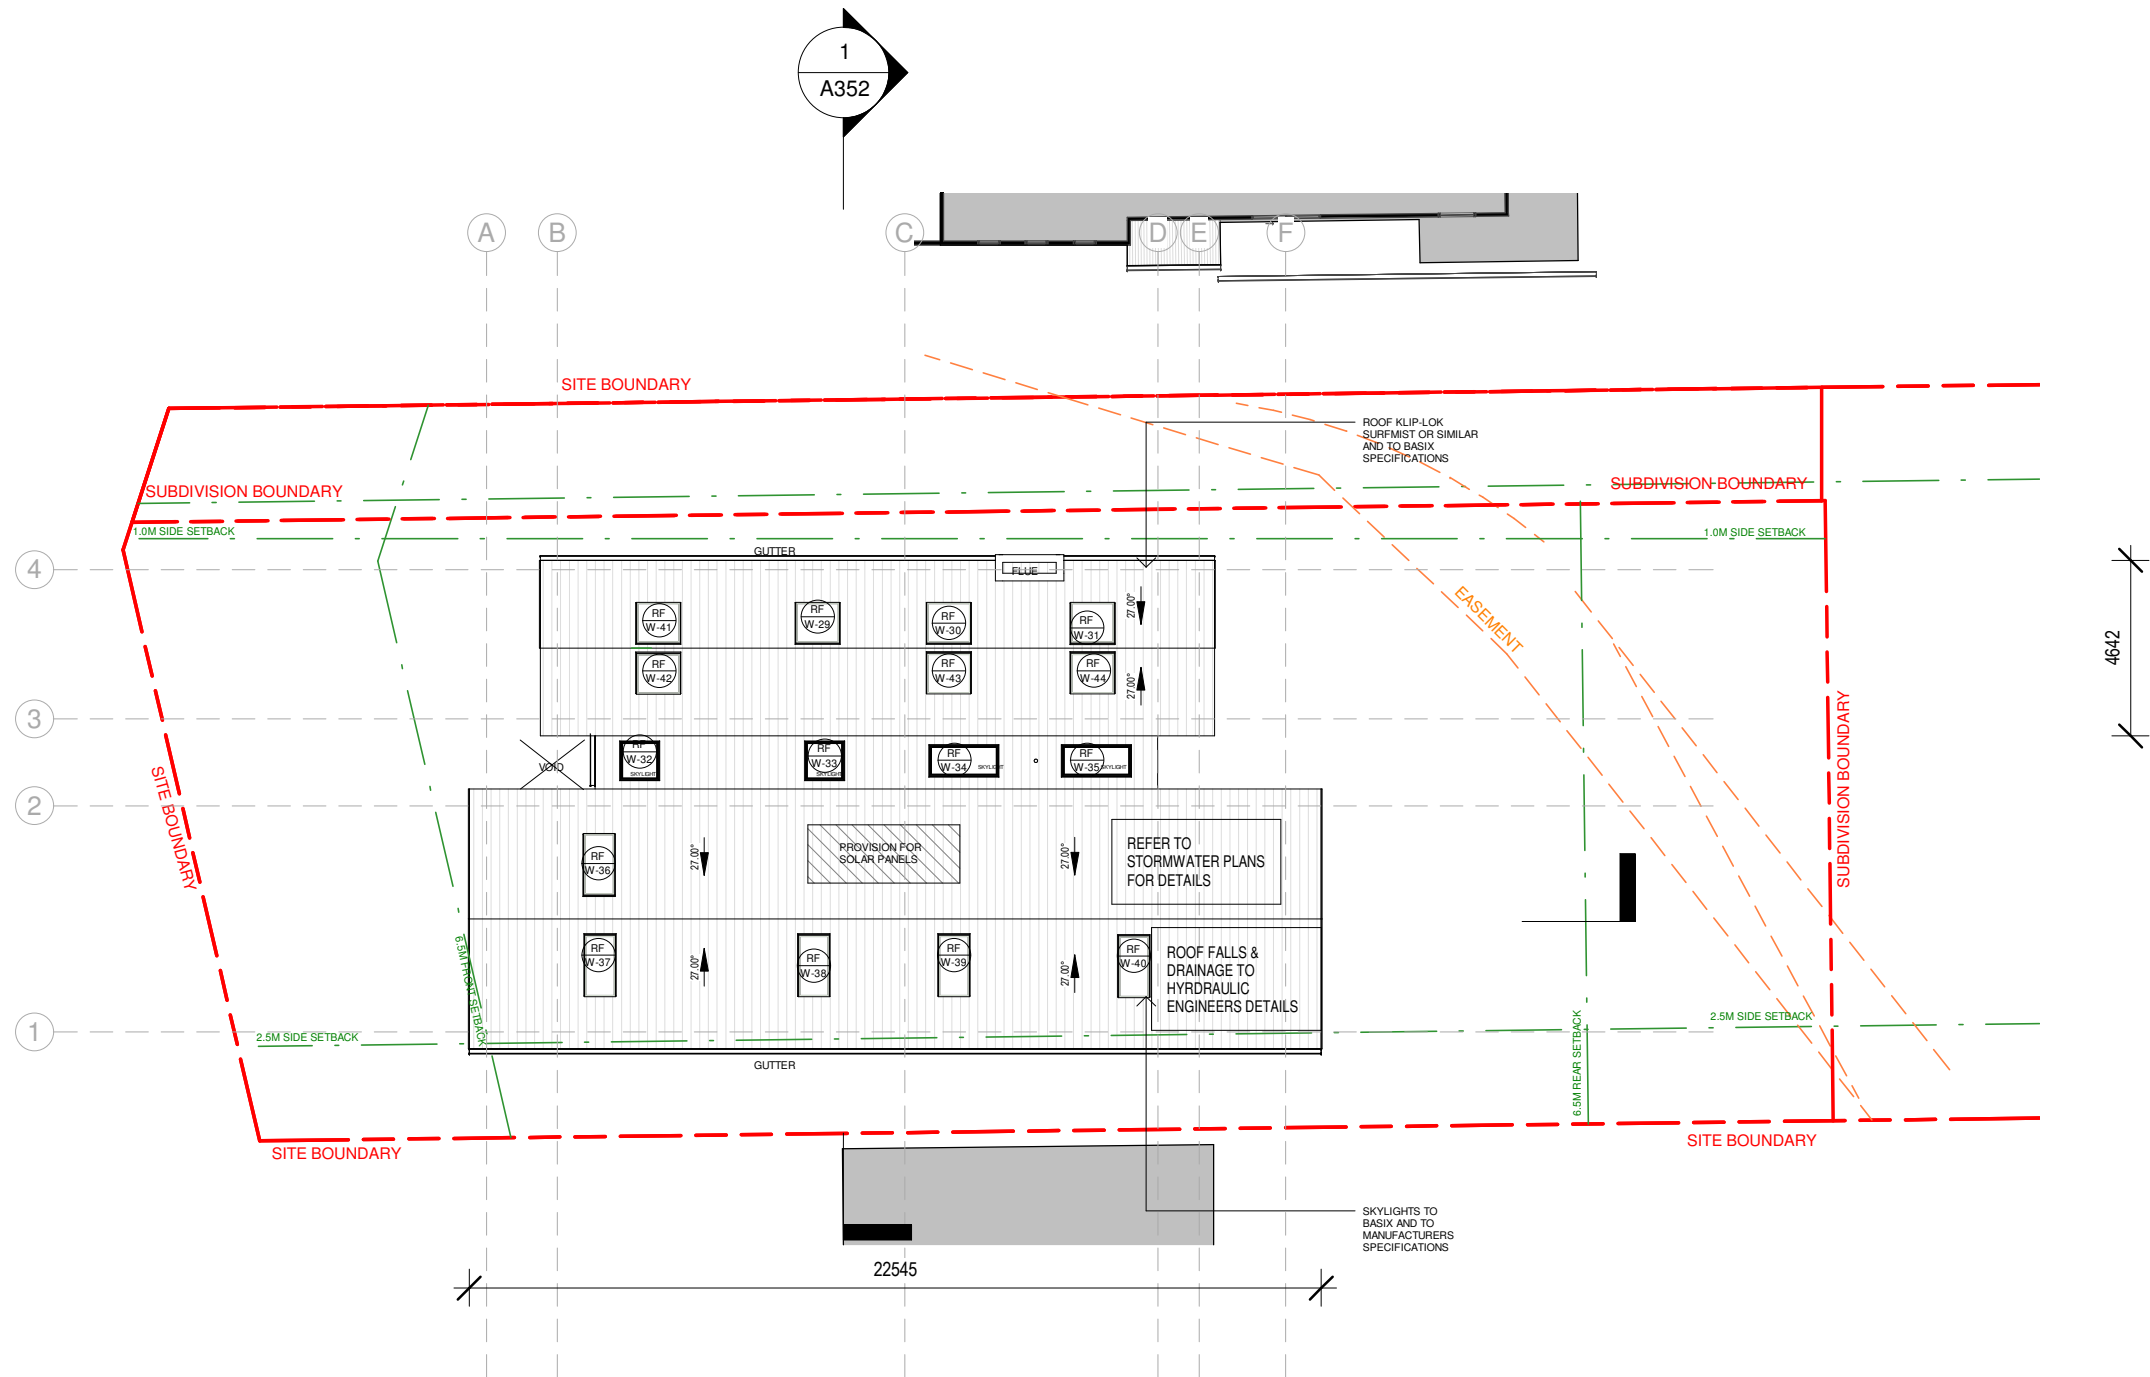 1
A352
A
B
C
D
E
F
SITE BOUNDARY
ROOF KLIP-LOK
SURFMIST OR SIMILAR
AND TO BASIX
SPECIFICATIONS
SUBDIVISION BOUNDARY
SUBDIVISION BOUNDARY
1.0M SIDE SETBACK
1.0M SIDE SETBACK
GUTTER
4
FLUE
RF
W-41
RF
W-29
RF
W-30
RF
W-31
27.00°
EASEMENT
4642
RF
W-42
RF
W-43
RF
W-44
27.00°
3
SUBDIVISION BOUNDARY
VOID
RF
W-32
SKYLIGHT
RF
W-33
SKYLIGHT
RF
W-34
SKYLIGHT
RF
W-35
SKYLIGHT
SITE BOUNDARY
2
RF
W-36
27.00°
PROVISION FOR
SOLAR PANELS
27.00°
REFER TO
STORMWATER PLANS
FOR DETAILS
6.5M FRONT SETBACK
RF
W-37
27.00°
RF
W-38
RF
W-39
27.00°
RF
W-40
ROOF FALLS &
DRAINAGE TO
HYRDRAULIC
ENGINEERS DETAILS
1
2.5M SIDE SETBACK
2.5M SIDE SETBACK
6.5M REAR SETBACK
GUTTER
SITE BOUNDARY
SITE BOUNDARY
SKYLIGHTS TO
BASIX AND TO
MANUFACTURERS
SPECIFICATIONS
22545